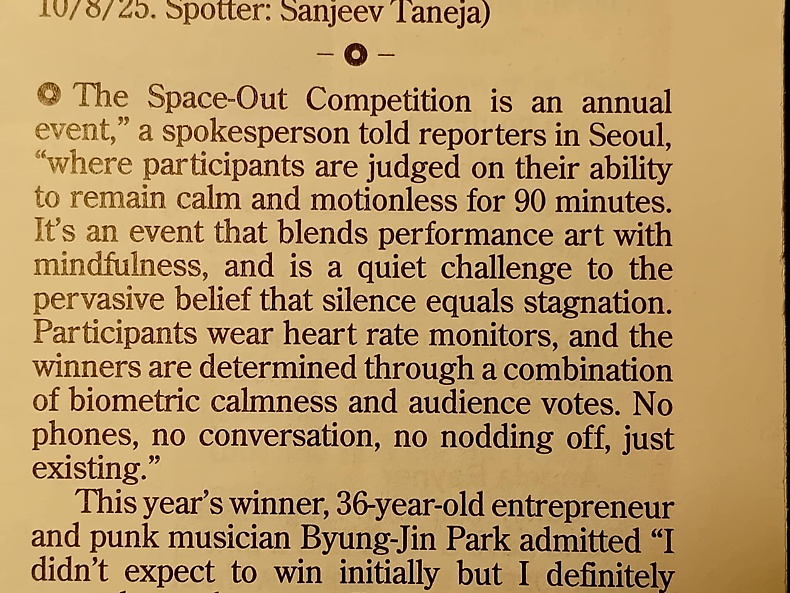 10/8/25. Spotter: Sanjeev Taneja)
The Space-Out Competition is an annual
event,” a spokesperson told reporters in Seoul,
“where participants are judged on their ability
to remain calm and motionless for 90 minutes.
It’s an event that blends performance art with
mindfulness, and is a quiet challenge to the
pervasive belief that silence equals stagnation.
Participants wear heart rate monitors, and the
winners are determined through a combination
of biometric calmness and audience votes. No
phones, no conversation, no nodding off, just
existing.”
This year’s winner, 36-year-old entrepreneur
and punk musician Byung-Jin Park admitted “I
didn’t expect to win initially but I definitely